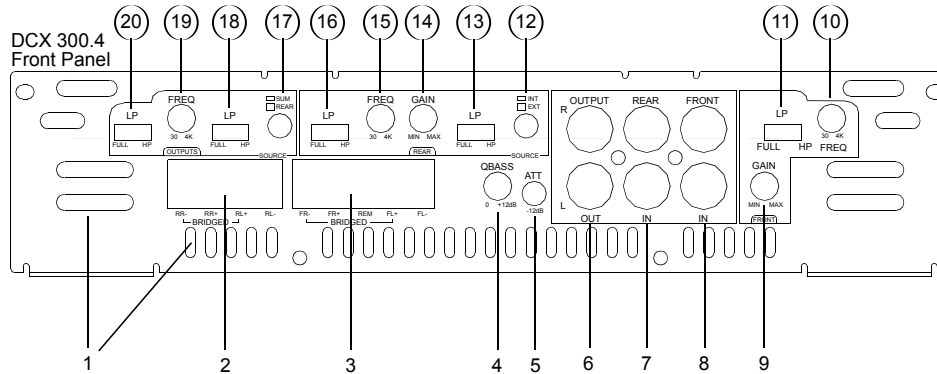 20 19 18 17 16 15 14 13 12 11 10
DCX 300.4
Front Panel
LP FREQ LP SUM REAR
FULL HP 30 4K FULL HP
OUTPUTS SOURCE
LP FREQ GAIN LP INT EXT
FULL HP 30 4K MIN MAX FULL HP
REAR SOURCE
OUTPUT REAR FRONT
R
L
OUT IN IN
LP
FULL HP 30 4K FREQ
GAIN
MIN MAX
FRONT
RR- RR+ RL+ RL-
BRIDGED
FR- FR+ REM FL+ FL-
BRIDGED
QBASS
0 +12dB
ATT
-12dB
1 2 3 4 5 6 7 8 9